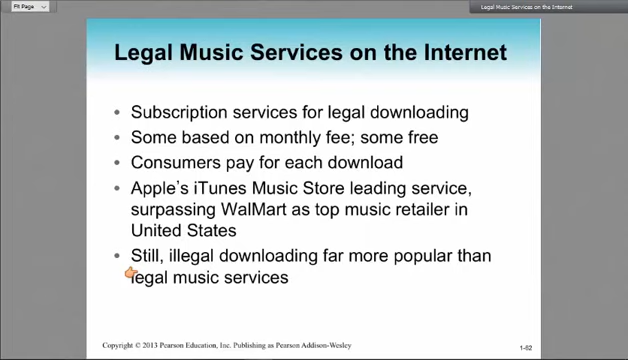 Fit Page
Legal Music Services on the Internet
Legal Music Services on the Internet
• Subscription services for legal downloading
• Some based on monthly fee; some free
• Consumers pay for each download
• Apple's iTunes Music Store leading service,
surpassing WalMart as top music retailer in
United States
• Still, illegal downloading far more popular than
legal music services
Copyright © 2013 Pearson Education, Inc. Publishing as Pearson Addison-Wesley
1-62